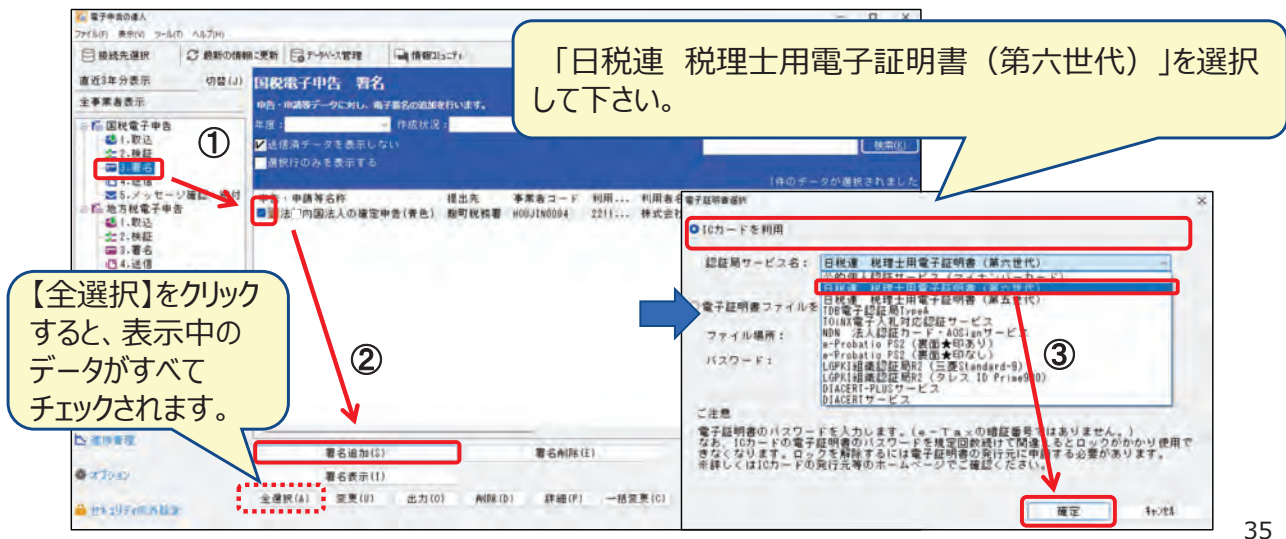 電子申告の達人
ファイル(F) 表示(V) ツール(T) ヘルプ(H)
接続先選択 最新の情報に更新 データベース管理 情報コミュニティ
直近3年分表示 切替(J)
全事業者表示
国税電子申告
1.取込
2.検証
3.署名
4.送信
5.メッセージ確認
地方税電子申告
1.取込
2.検証
3.署名
4.送信
進捗管理
オプション
①
国税電子申告 署名
申告・申請等データに対し、電子署名の追加を行います。
年度: 作成状況:
送信済データを表示しない
検索(K)
選択行のみを表示する
1件のデータが選択されました
申告・申請等名称 提出先 事業者コード 利用... 利用者名
内国法人の確定申告(青色) 麹町税務署 HOUJIN0004 2211... 株式会社
②
署名追加(S) 署名削除(E)
署名表示(I)
全選択(A) 変更(U) 出力(O) 削除(D) 詳細(P) 一括変更(C)
【全選択】をクリック
すると、表示中の
データがすべて
チェックされます。
「日税連 税理士用電子証明書(第六世代)」を選択
して下さい。
電子証明書選択
ICカードを利用
認証局サービス名: 日税連 税理士用電子証明書(第六世代)
公的個人認証サービス(マイナンバーカード)
日税連 税理士用電子証明書(第六世代)
日税連 税理士用電子証明書(第五世代)
TDB電子認証局TypeA
TOiNX電子入札対応認証サービス
NDN 法人認証カード・AOSignサービス
e-Probatio PS2(裏面★印あり)
e-Probatio PS2(裏面★印なし)
LGPKI組織認証局R2(三菱Standard-9)
LGPKI組織認証局R2(タレス ID Prime930)
DIACERT-PLUSサービス
DIACERTサービス
電子証明書ファイルを
ファイル場所:
パスワード:
③
ご注意
電子証明書のパスワードを入力します。(e-Taxの暗証番号ではありません。)
なお、ICカードの電子証明書のパスワードを規定回数続けて間違えるとロックがかかり使用で
きなくなります。ロックを解除するには電子証明書の発行元に申請する必要があります。
※詳しくはICカードの発行元等のホームページでご確認ください。
確定 キャンセル
35